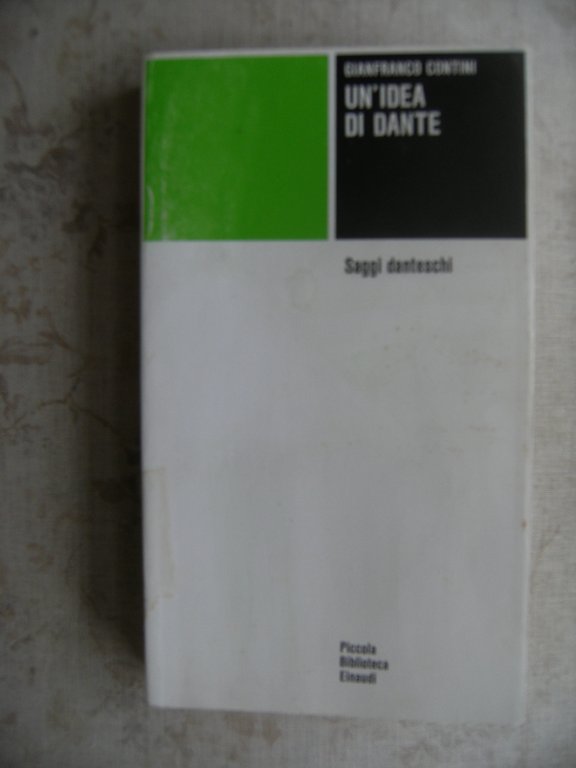 GIANFRANCO CONTINI
UN'IDEA
DI DANTE
Saggi danteschi
Piccola
Biblioteca
Einaudi